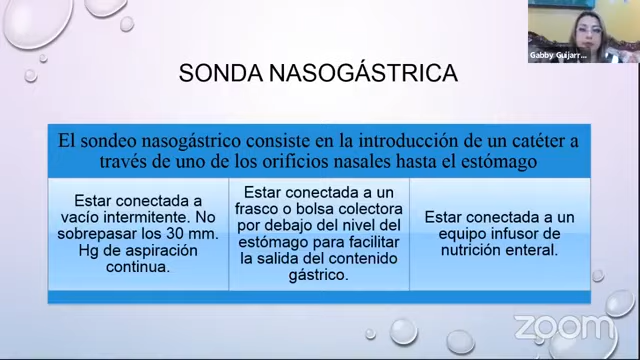 Gabby Guijarr...
SONDA NASOGÁSTRICA
El sondeo nasogástrico consiste en la introducción de un catéter a
través de uno de los orificios nasales hasta el estómago
Estar conectada a
vacío intermitente. No
sobrepasar los 30 mm.
Hg de aspiración
continua.
Estar conectada a un
frasco o bolsa colectora
por debajo del nivel del
estómago para facilitar
la salida del contenido
gástrico.
Estar conectada a un
equipo infusor de
nutrición enteral.
zoom